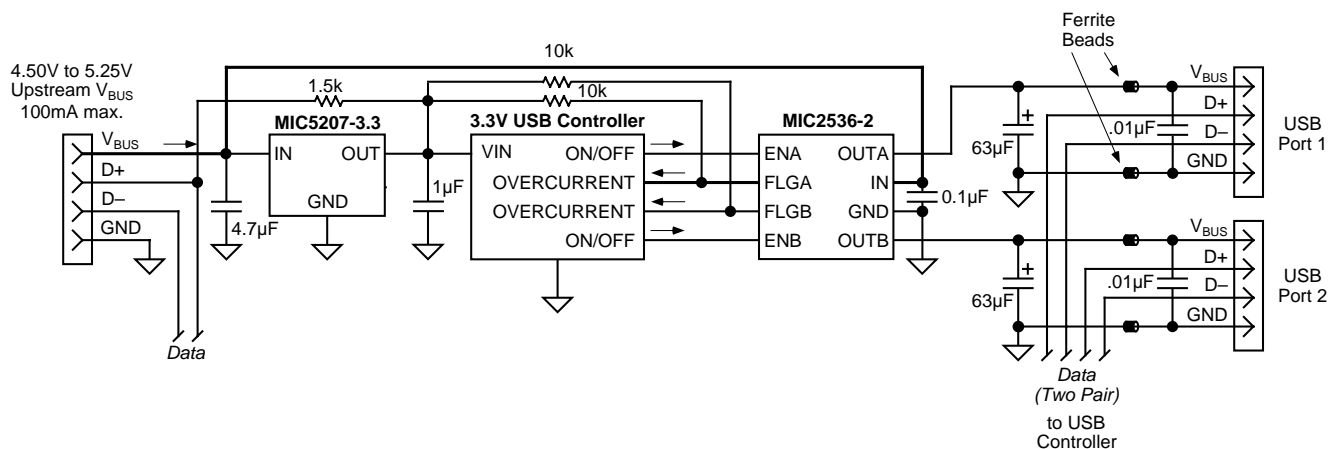 4.50V to 5.25V
Upstream VBUS
100mA max.
VBUS
D+
D–
GND
Data
4.7µF
1.5k
10k
10k
MIC5207-3.3
IN
OUT
GND
1µF
3.3V USB Controller
VIN
ON/OFF
OVERCURRENT
OVERCURRENT
ON/OFF
MIC2536-2
ENA
OUTA
FLGA
IN
FLGB
GND
ENB
OUTB
0.1µF
Ferrite
Beads
+
63µF
.01µF
VBUS
D+
D–
GND
USB
Port 1
+
63µF
.01µF
VBUS
D+
D–
GND
USB
Port 2
Data
(Two Pair)
to USB
Controller